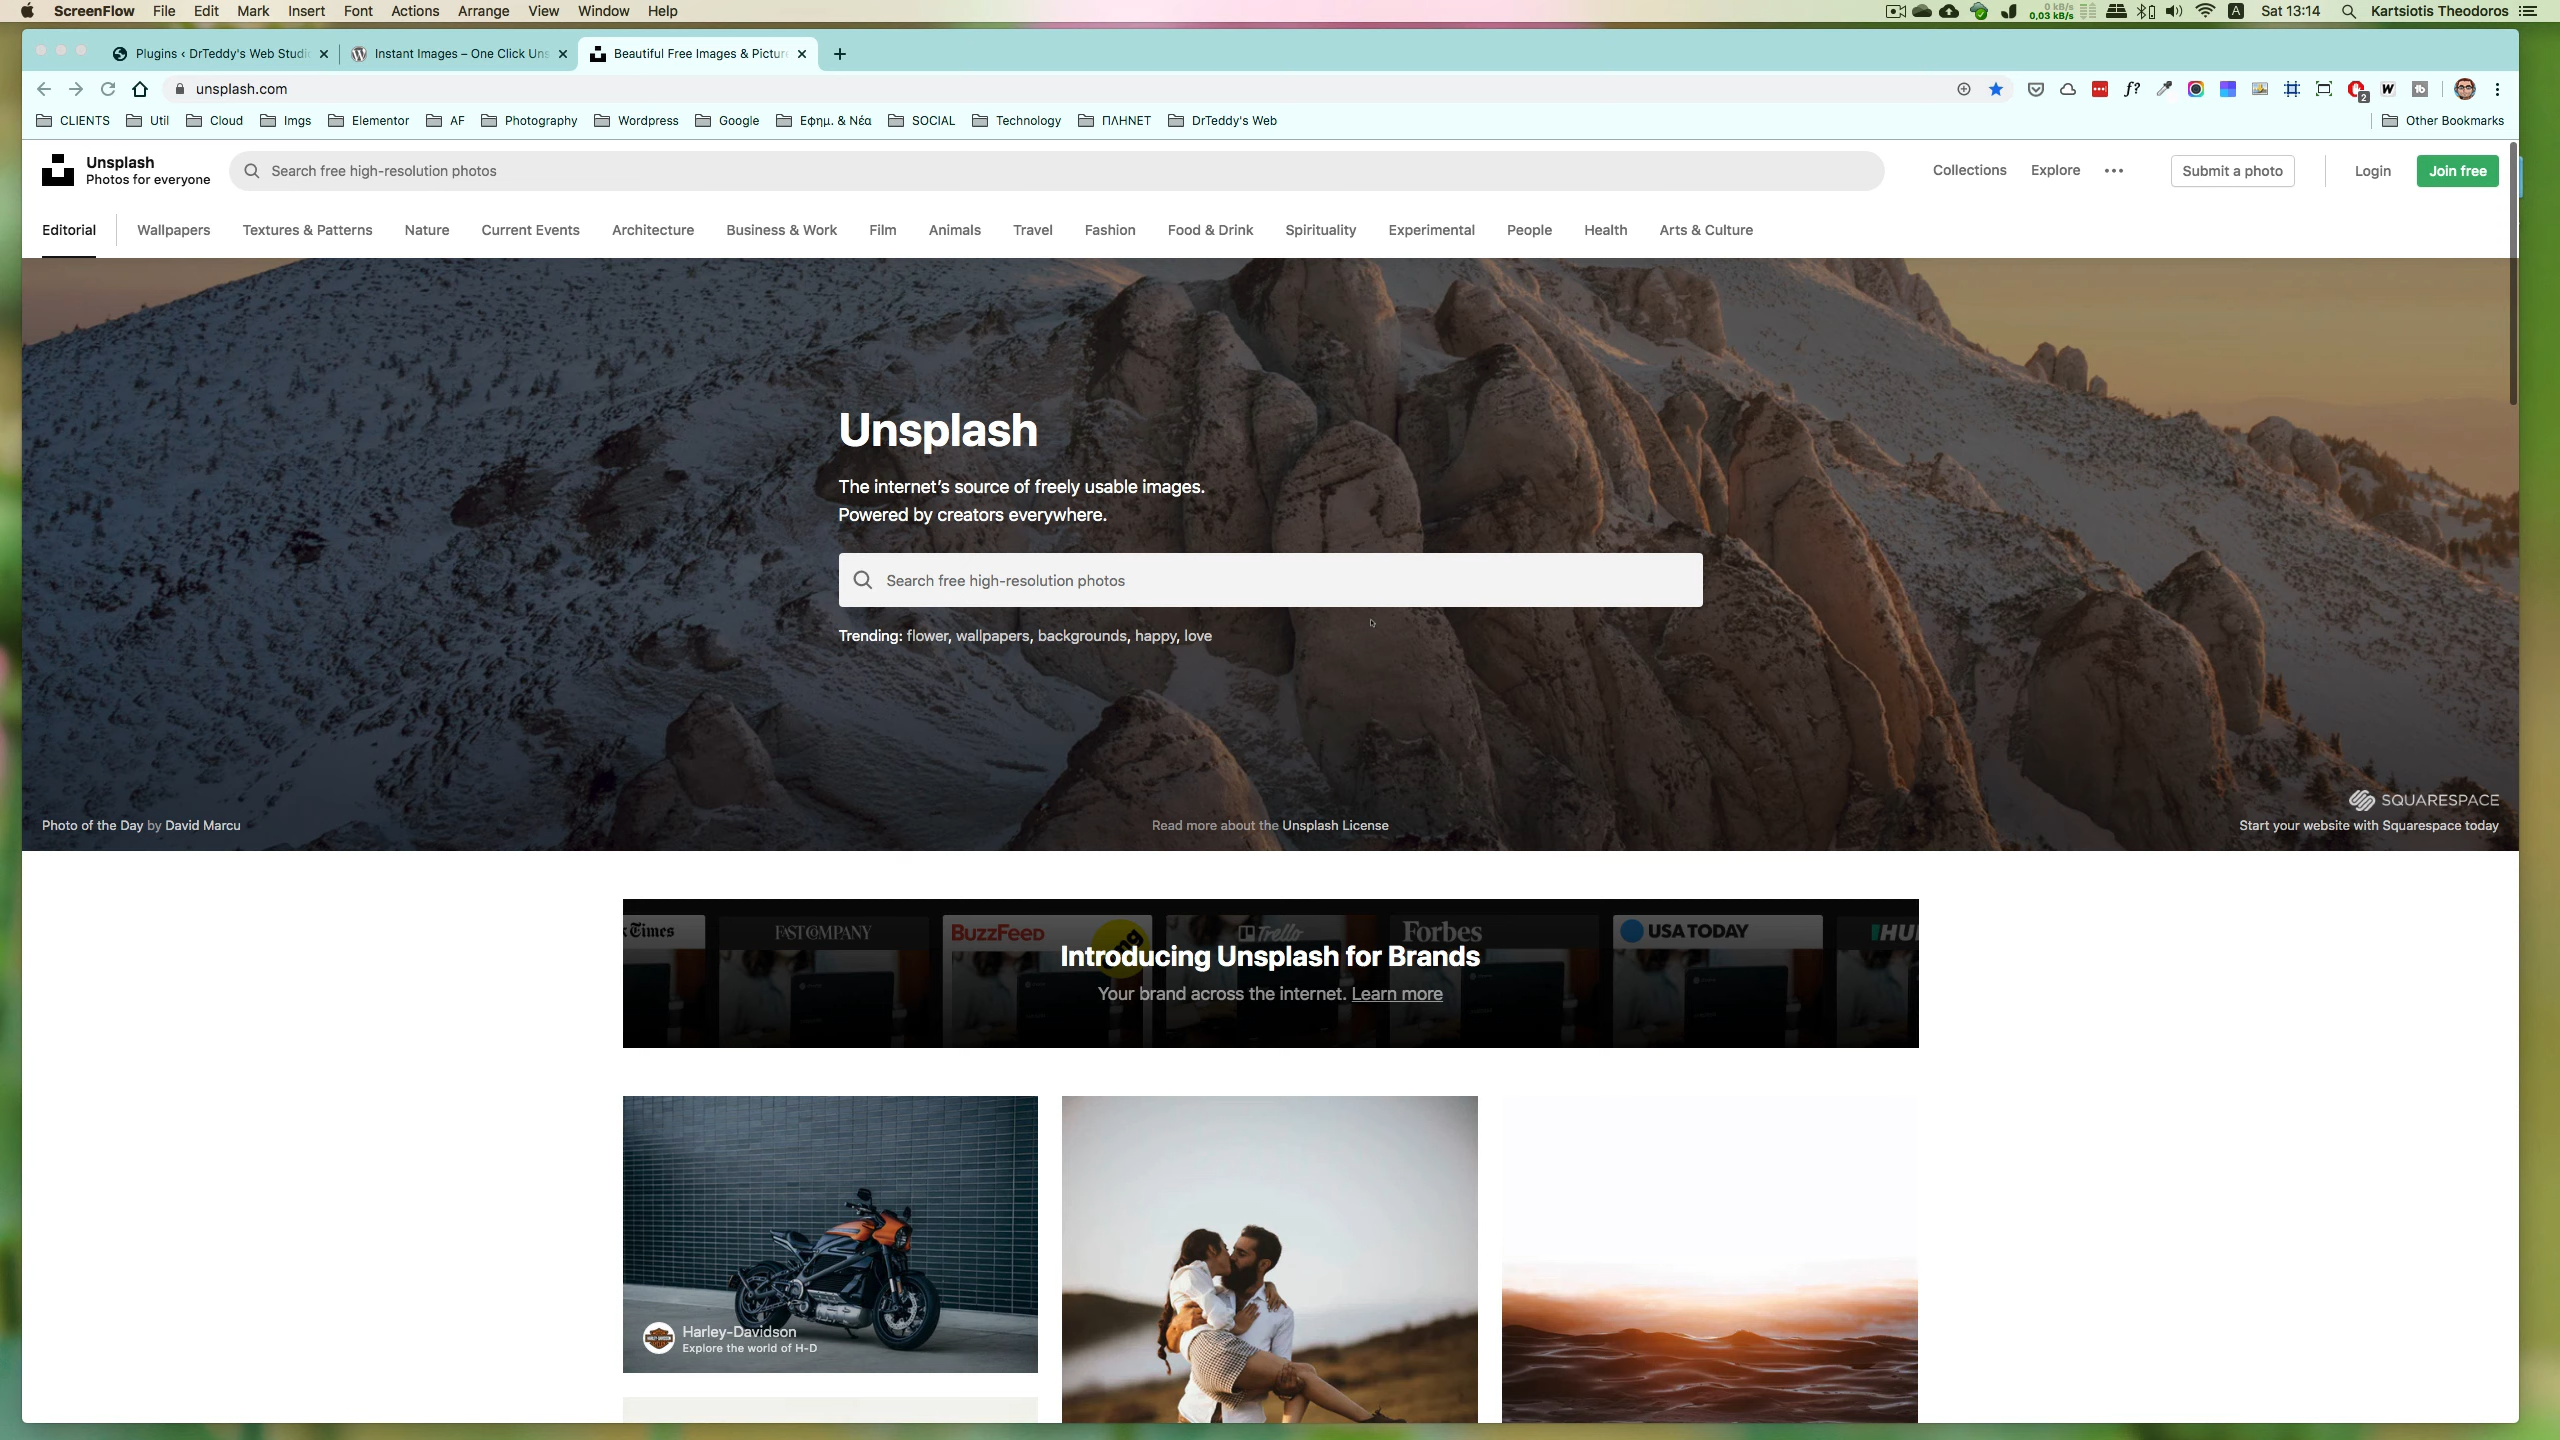 ScreenFlow File Edit Mark Insert Font Actions Arrange View Window Help
0 kB/s
0,03 kB/s
A Sat 13:14 Kartsiotis Theodoros
Plugins ‹ DrTeddy's Web Studi
Instant Images – One Click Uns
Beautiful Free Images & Pictur
unsplash.com
f?
2
W
tb
CLIENTS Util Cloud Imgs Elementor AF Photography Wordpress Google Εφημ. & Νέα SOCIAL Technology ΠΛΗΝΕΤ DrTeddy's Web Other Bookmarks
Unsplash
Photos for everyone
Search free high-resolution photos
Collections Explore Submit a photo Login Join free
Editorial Wallpapers Textures & Patterns Nature Current Events Architecture Business & Work Film Animals Travel Fashion Food & Drink Spirituality Experimental People Health Arts & Culture
Unsplash
The internet's source of freely usable images.
Powered by creators everywhere.
Search free high-resolution photos
Trending: flower, wallpapers, backgrounds, happy, love
SQUARESPACE
Photo of the Day by David Marcu
Read more about the Unsplash License
Start your website with Squarespace today
k Times
FAST COMPANY
BuzzFeed
Trello
Forbes
USA TODAY
Introducing Unsplash for Brands
Your brand across the internet. Learn more
Harley-Davidson
Explore the world of H-D